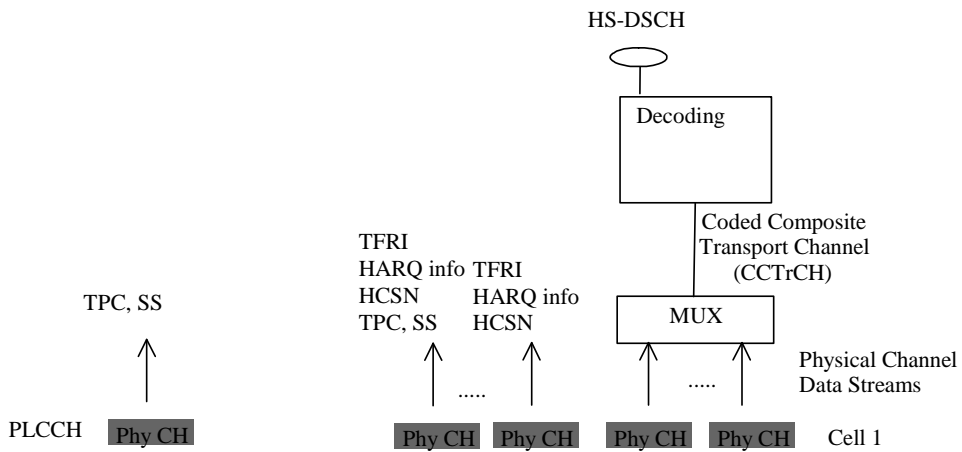 HS-DSCH
Decoding
Coded Composite
Transport Channel
(CCTrCH)
TFRI
HARQ info
HCSN
TPC, SS
TFRI
HARQ info
HCSN
TPC, SS
MUX
Physical Channel
Data Streams
.....
.....
PLCCH
Phy CH
Phy CH
Phy CH
Phy CH
Phy CH
Cell 1